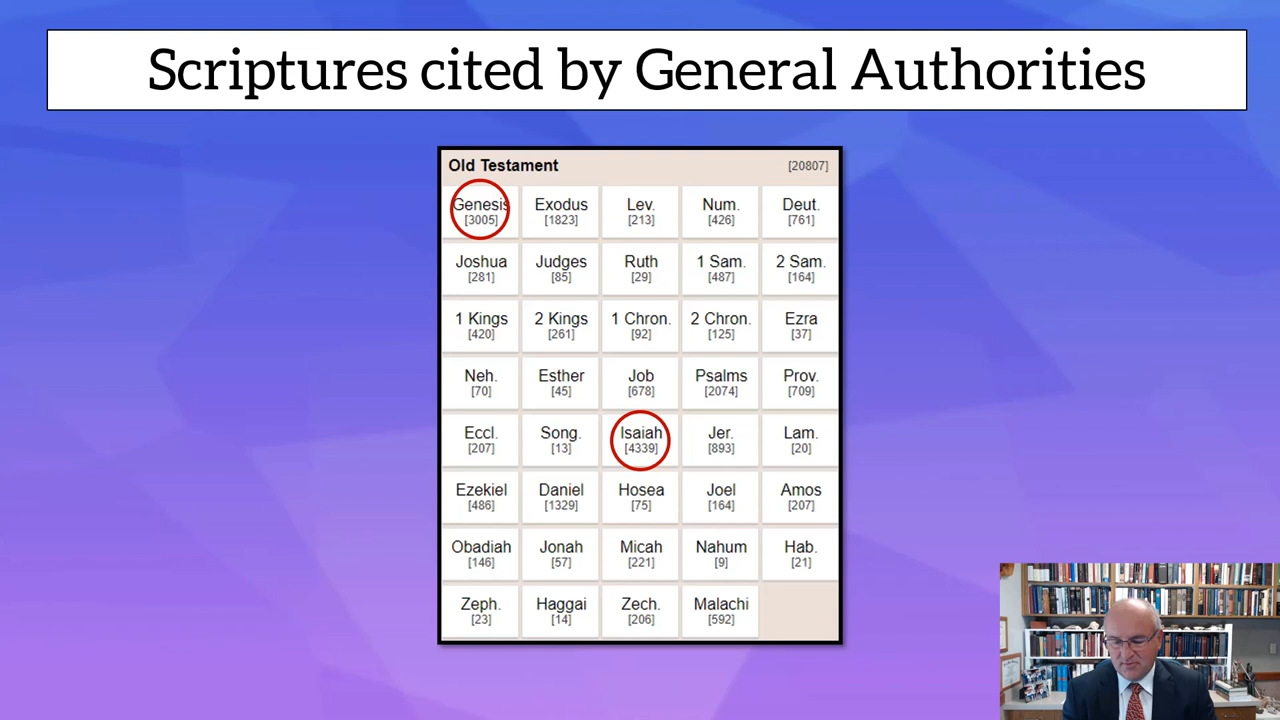 Scriptures cited by General Authorities
Old Testament [20807]
Genesis Exodus Lev. Num. Deut.
[3005] [1823] [213] [426] [761]
Joshua Judges Ruth 1 Sam. 2 Sam.
[281] [85] [29] [487] [164]
1 Kings 2 Kings 1 Chron. 2 Chron. Ezra
[420] [261] [92] [125] [37]
Neh. Esther Job Psalms Prov.
[70] [45] [678] [2074] [709]
Eccl. Song. Isaiah Jer. Lam.
[207] [13] [4339] [893] [20]
Ezekiel Daniel Hosea Joel Amos
[486] [1329] [75] [164] [207]
Obadiah Jonah Micah Nahum Hab.
[146] [57] [221] [9] [21]
Zeph. Haggai Zech. Malachi
[23] [14] [206] [592]